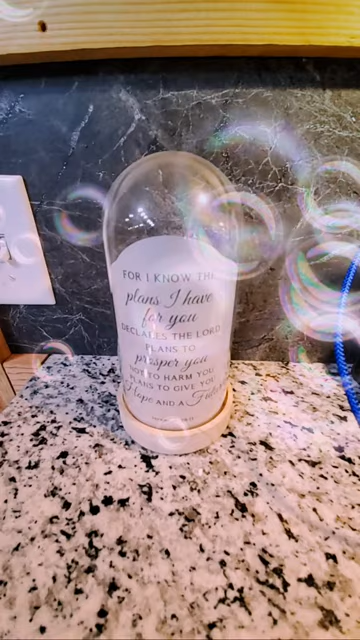 FOR I KNOW THE
plans I have
for you
DECLARES THE LORD
PLANS TO
prosper you
NOT TO HARM YOU
PLANS TO GIVE YOU
Hope AND A Future